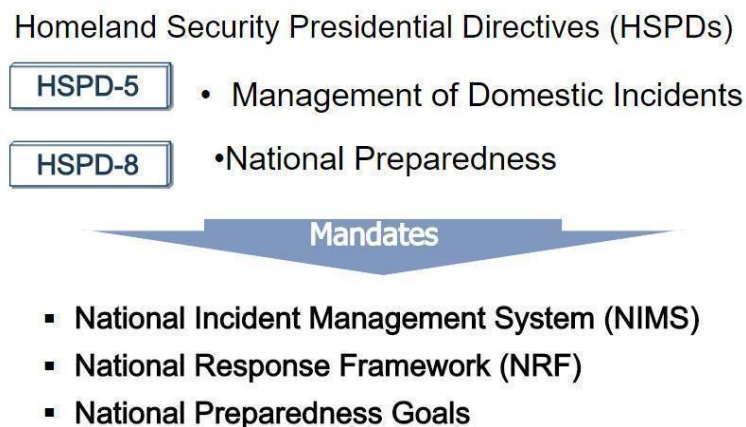 Homeland Security Presidential Directives (HSPDs)
HSPD-5 • Management of Domestic Incidents
HSPD-8 •National Preparedness
Mandates
▪ National Incident Management System (NIMS)
▪ National Response Framework (NRF)
▪ National Preparedness Goals